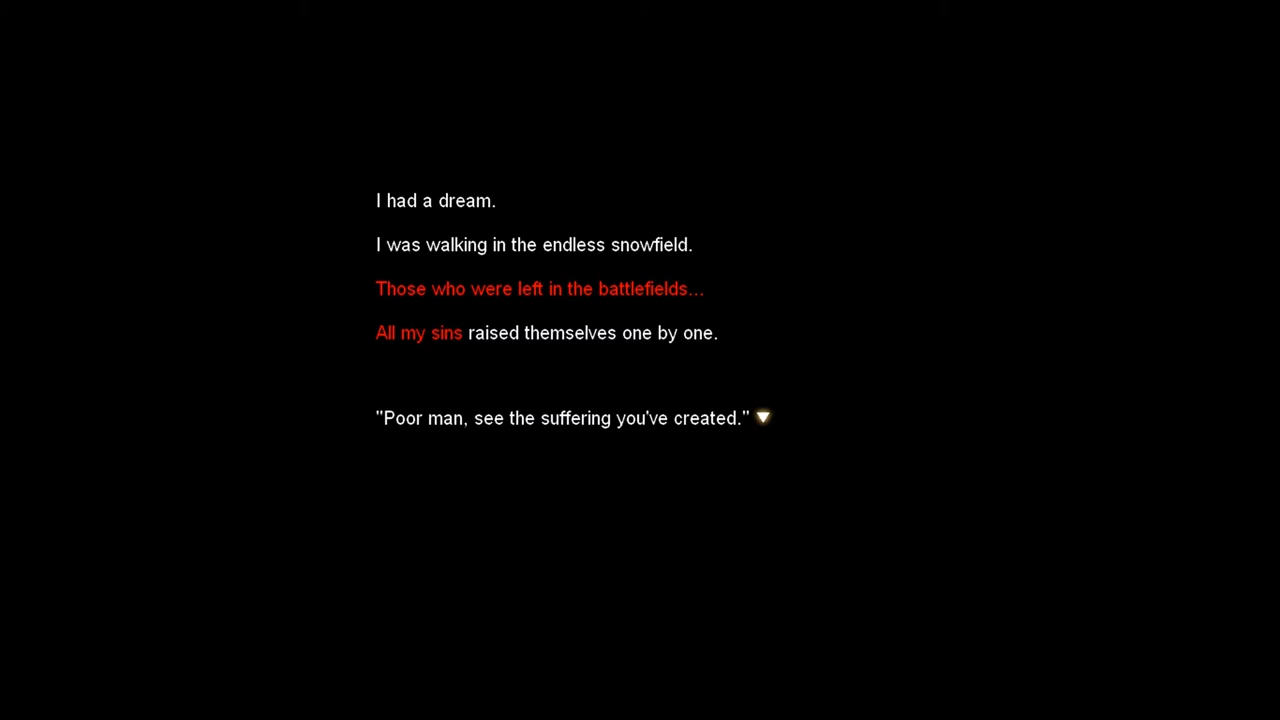 I had a dream.
I was walking in the endless snowfield.
Those who were left in the battlefields...
All my sins raised themselves one by one.
"Poor man, see the suffering you've created."